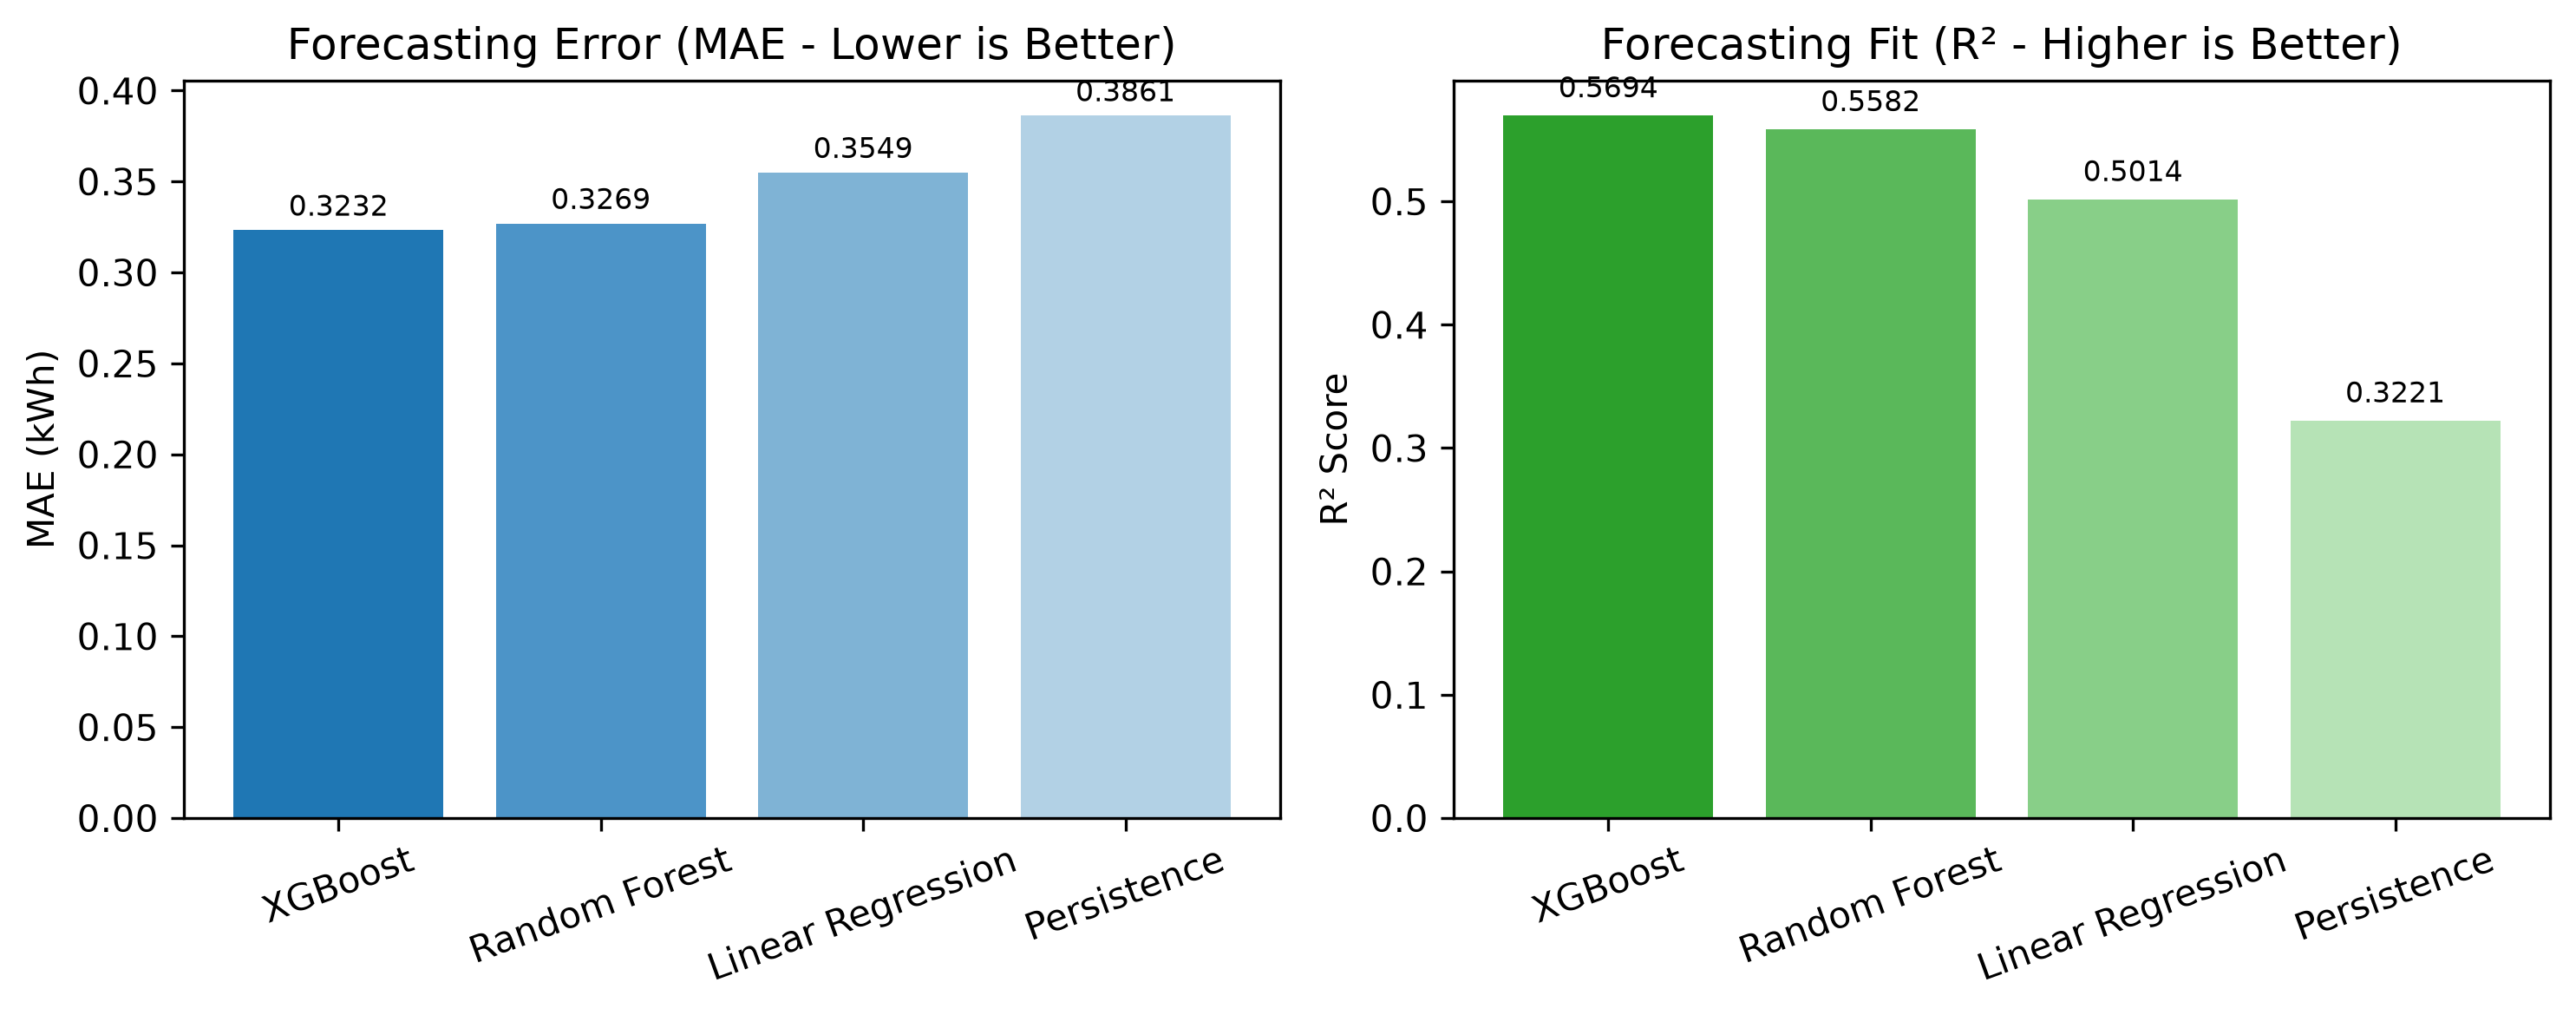 Forecasting Error (MAE - Lower is Better)
MAE (kWh)
0.40
0.35
0.30
0.25
0.20
0.15
0.10
0.05
0.00
0.3232
0.3269
0.3549
0.3861
XGBoost
Random Forest
Linear Regression
Persistence
Forecasting Fit (R² - Higher is Better)
R² Score
0.5
0.4
0.3
0.2
0.1
0.0
0.5694
0.5582
0.5014
0.3221
XGBoost
Random Forest
Linear Regression
Persistence